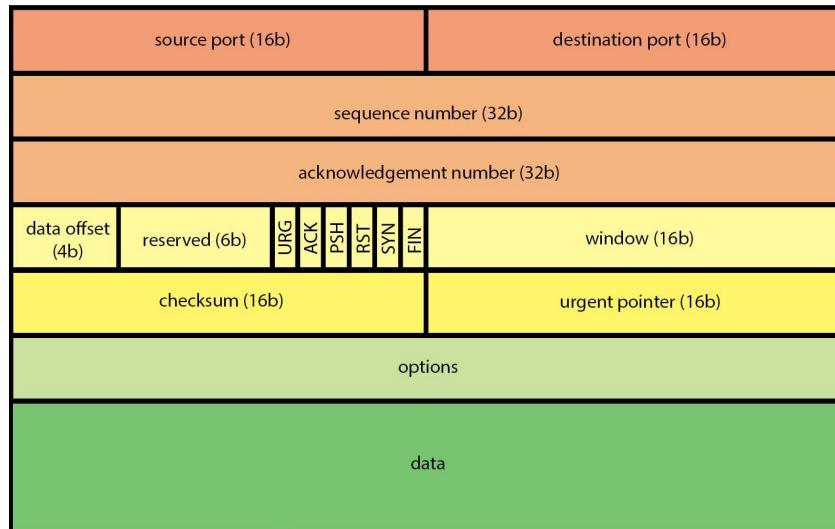 source port (16b)
destination port (16b)
sequence number (32b)
acknowledgement number (32b)
data offset
(4b)
reserved (6b)
URG
ACK
PSH
RST
SYN
FIN
window (16b)
checksum (16b)
urgent pointer (16b)
options
data